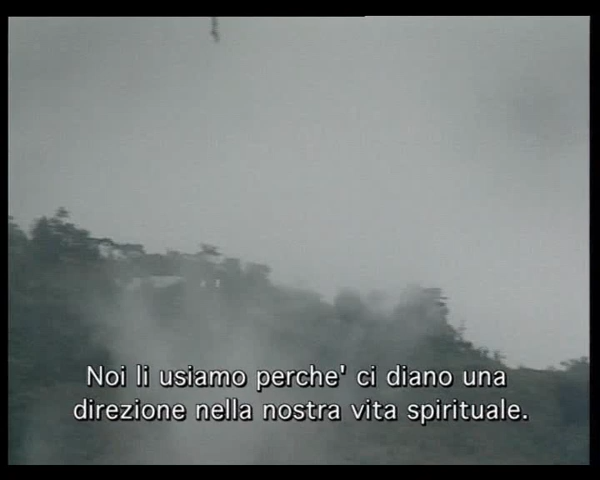 Noi li usiamo perche' ci diano una
direzione nella nostra vita spirituale.